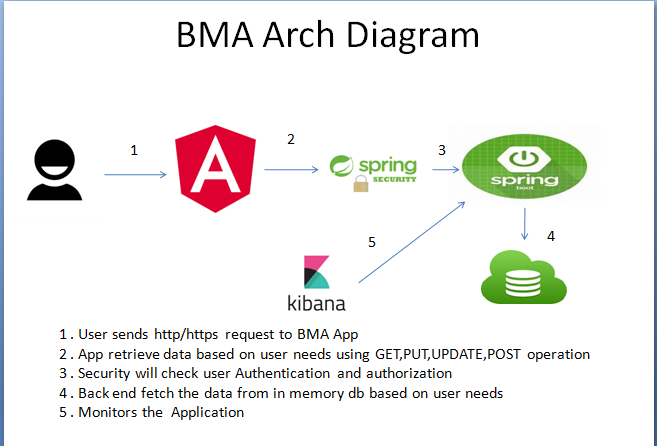 BMA Arch Diagram
1
2
3
spring
SECURITY
spring
boot
4
5
kibana
1. User sends http/https request to BMA App
2. App retrieve data based on user needs using GET,PUT,UPDATE,POST operation
3. Security will check user Authentication and authorization
4. Back end fetch the data from in memory db based on user needs
5. Monitors the Application